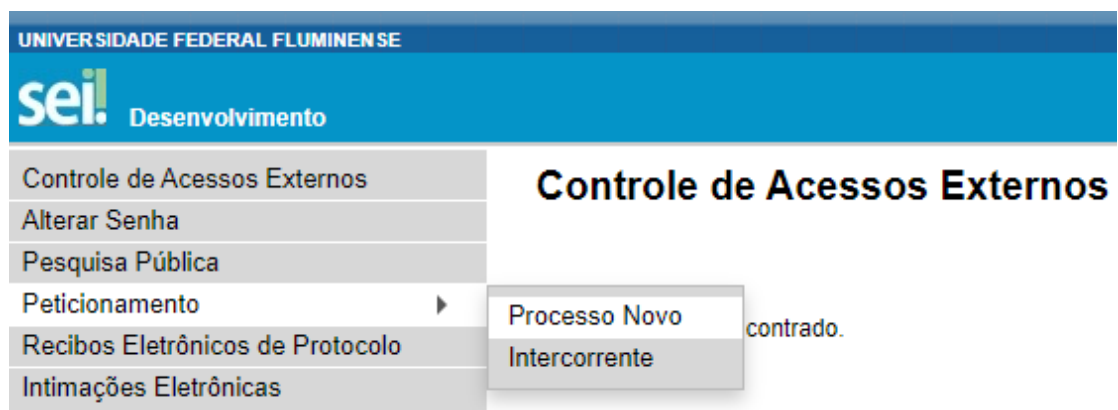 UNIVERSIDADE FEDERAL FLUMINENSE
sei!
Desenvolvimento
Controle de Acessos Externos
Alterar Senha
Pesquisa Pública
Peticionamento
Recibos Eletrônicos de Protocolo
Intimações Eletrônicas
Processo Novo
Intercorrente
Controle de Acessos Externos
contrado.